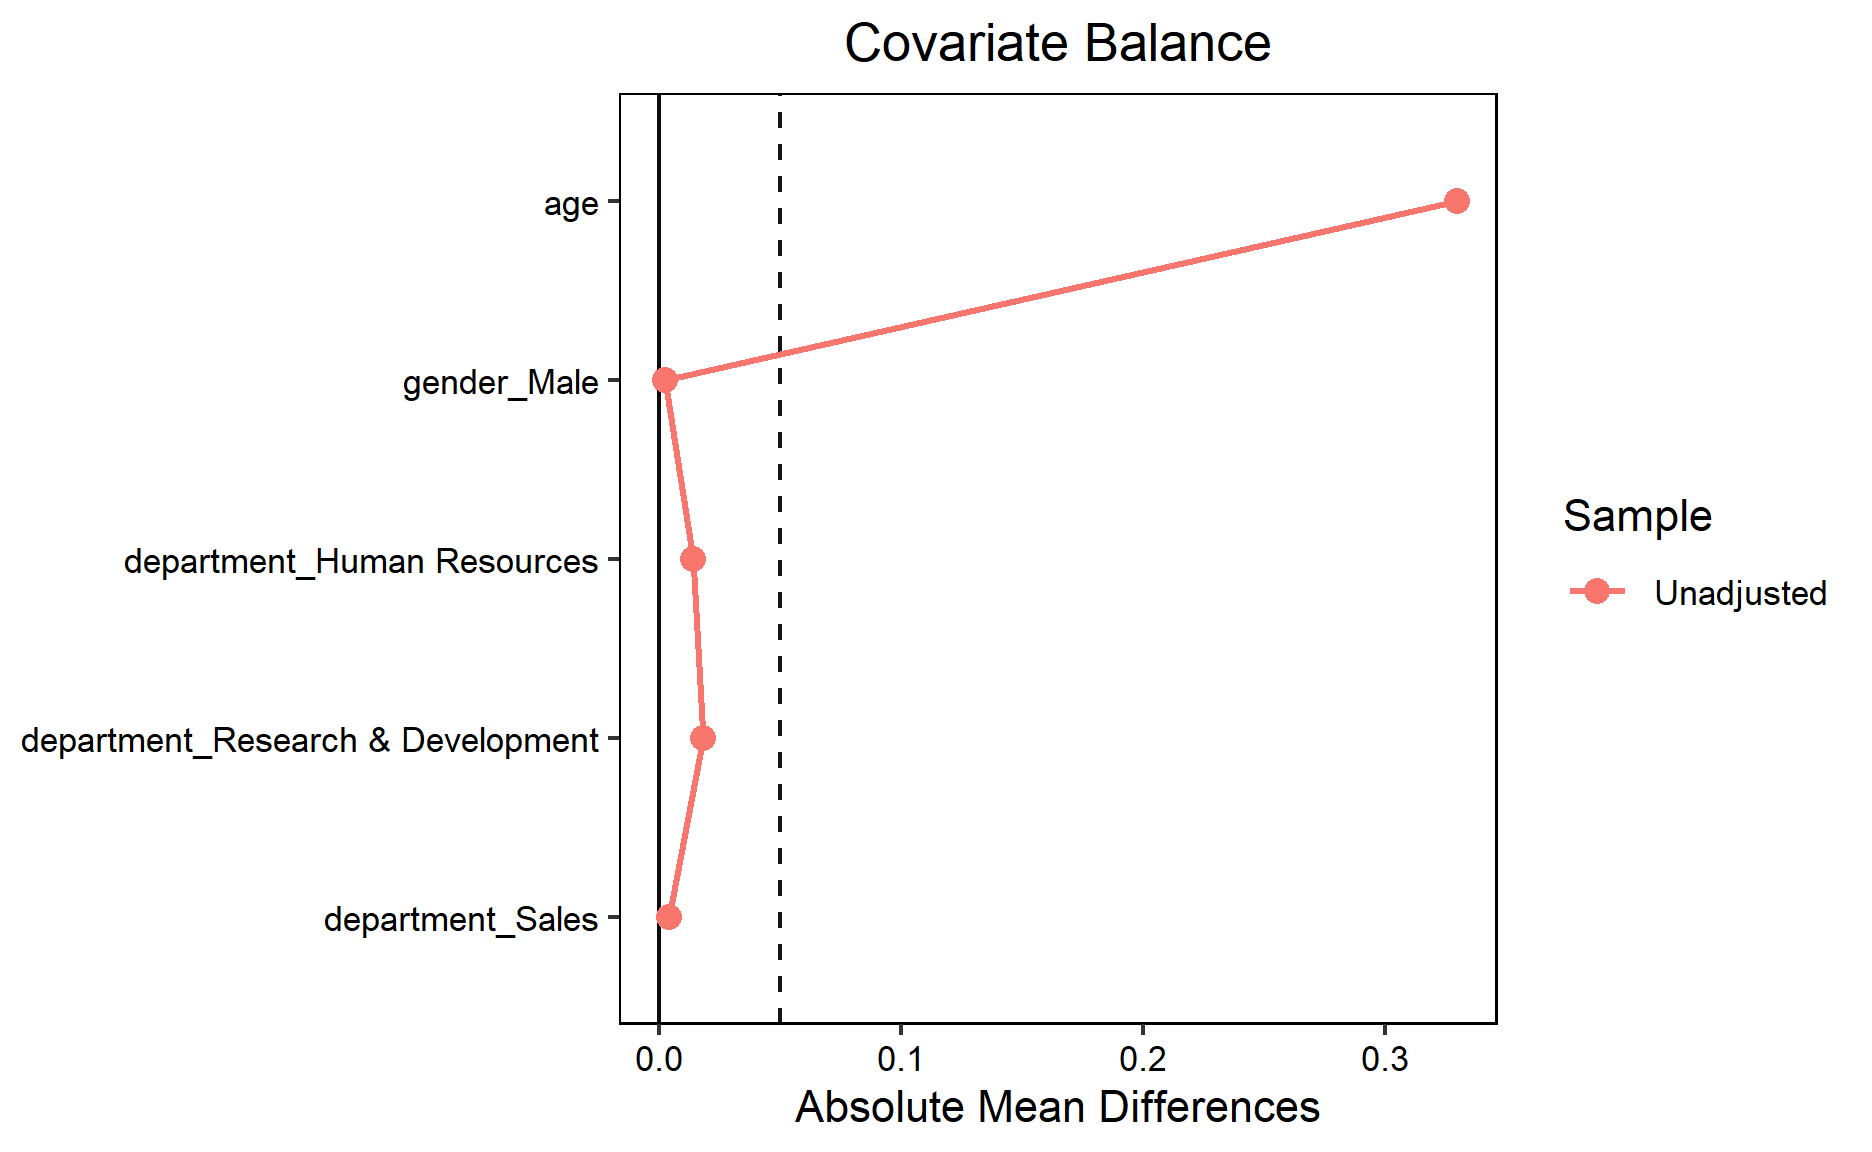 Covariate Balance
age
gender_Male
department_Human Resources
department_Research & Development
department_Sales
0.0 0.1 0.2 0.3
Absolute Mean Differences
Sample
Unadjusted